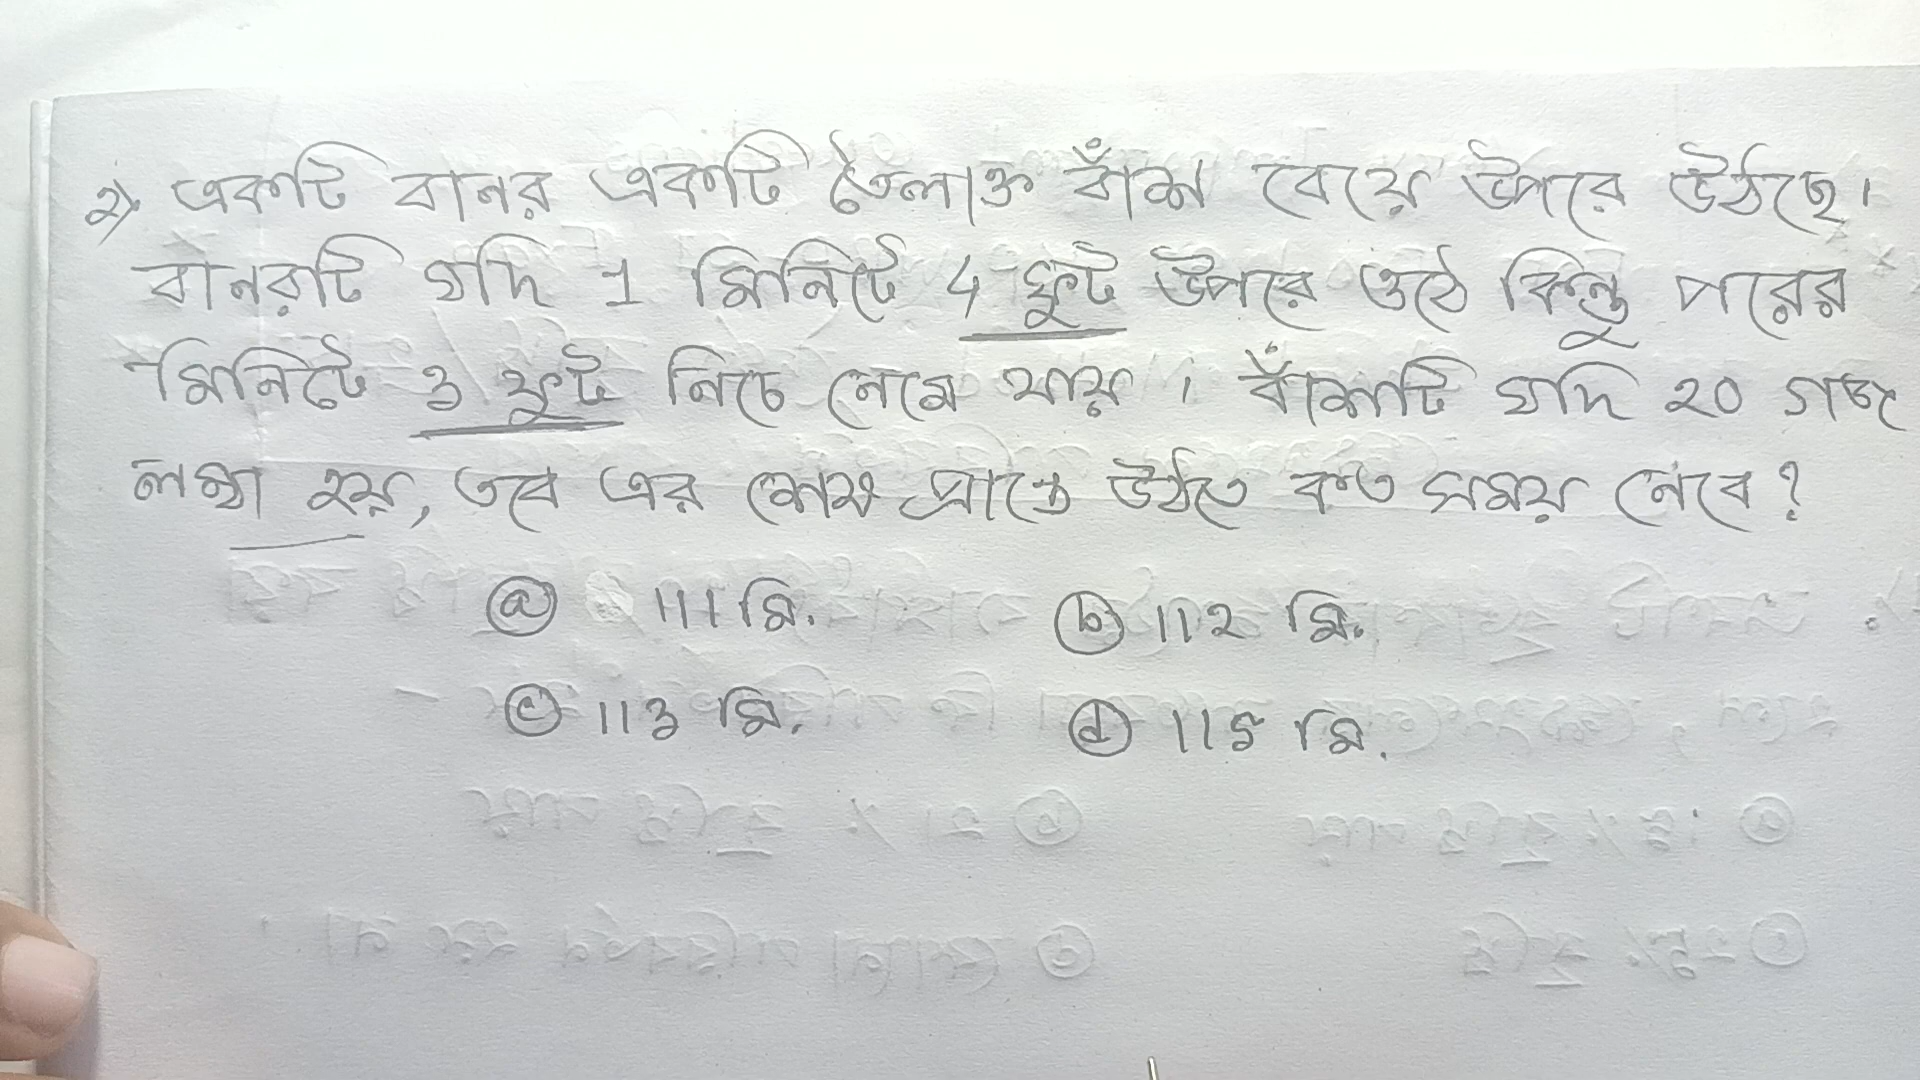 ২) একটি বানর একটি তৈলাক্ত বাঁশ বেয়ে উপরে উঠছে।
বানরটি যদি 1 মিনিটে 4 ফুট উপরে ওঠে কিন্তু পরের
মিনিটে 3 ফুট নিচে নেমে যায়। বাঁশটি যদি 20 গজ
লম্বা হয়, তবে এর শেষ প্রান্তে উঠতে কত সময় নেবে?
ⓐ 111 মি. ⓑ 112 মি.
ⓒ 113 মি. ⓓ 115 মি.